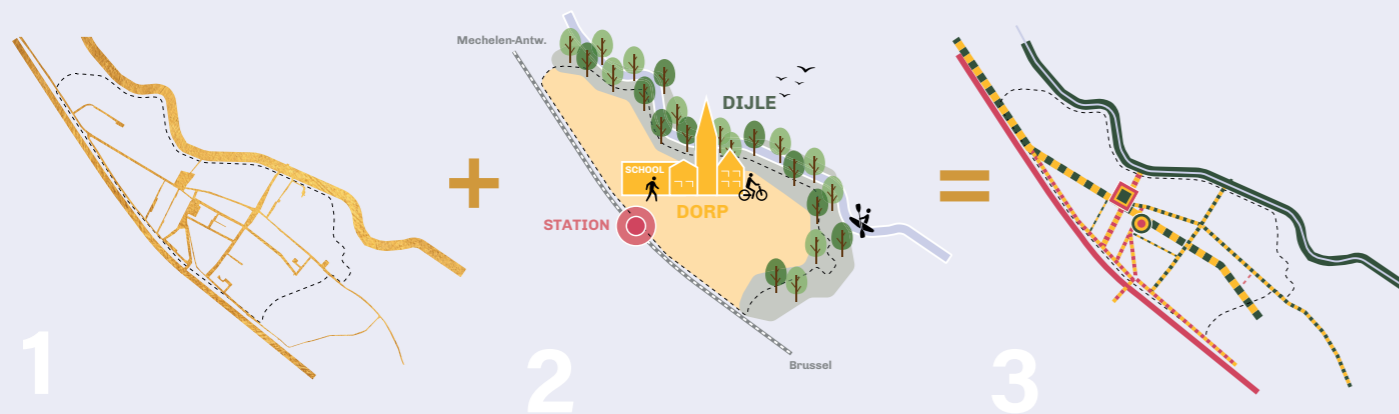 1
+
Mechelen-Antw.
DIJLE
SCHOOL
DORP
STATION
Brussel
2
=
3